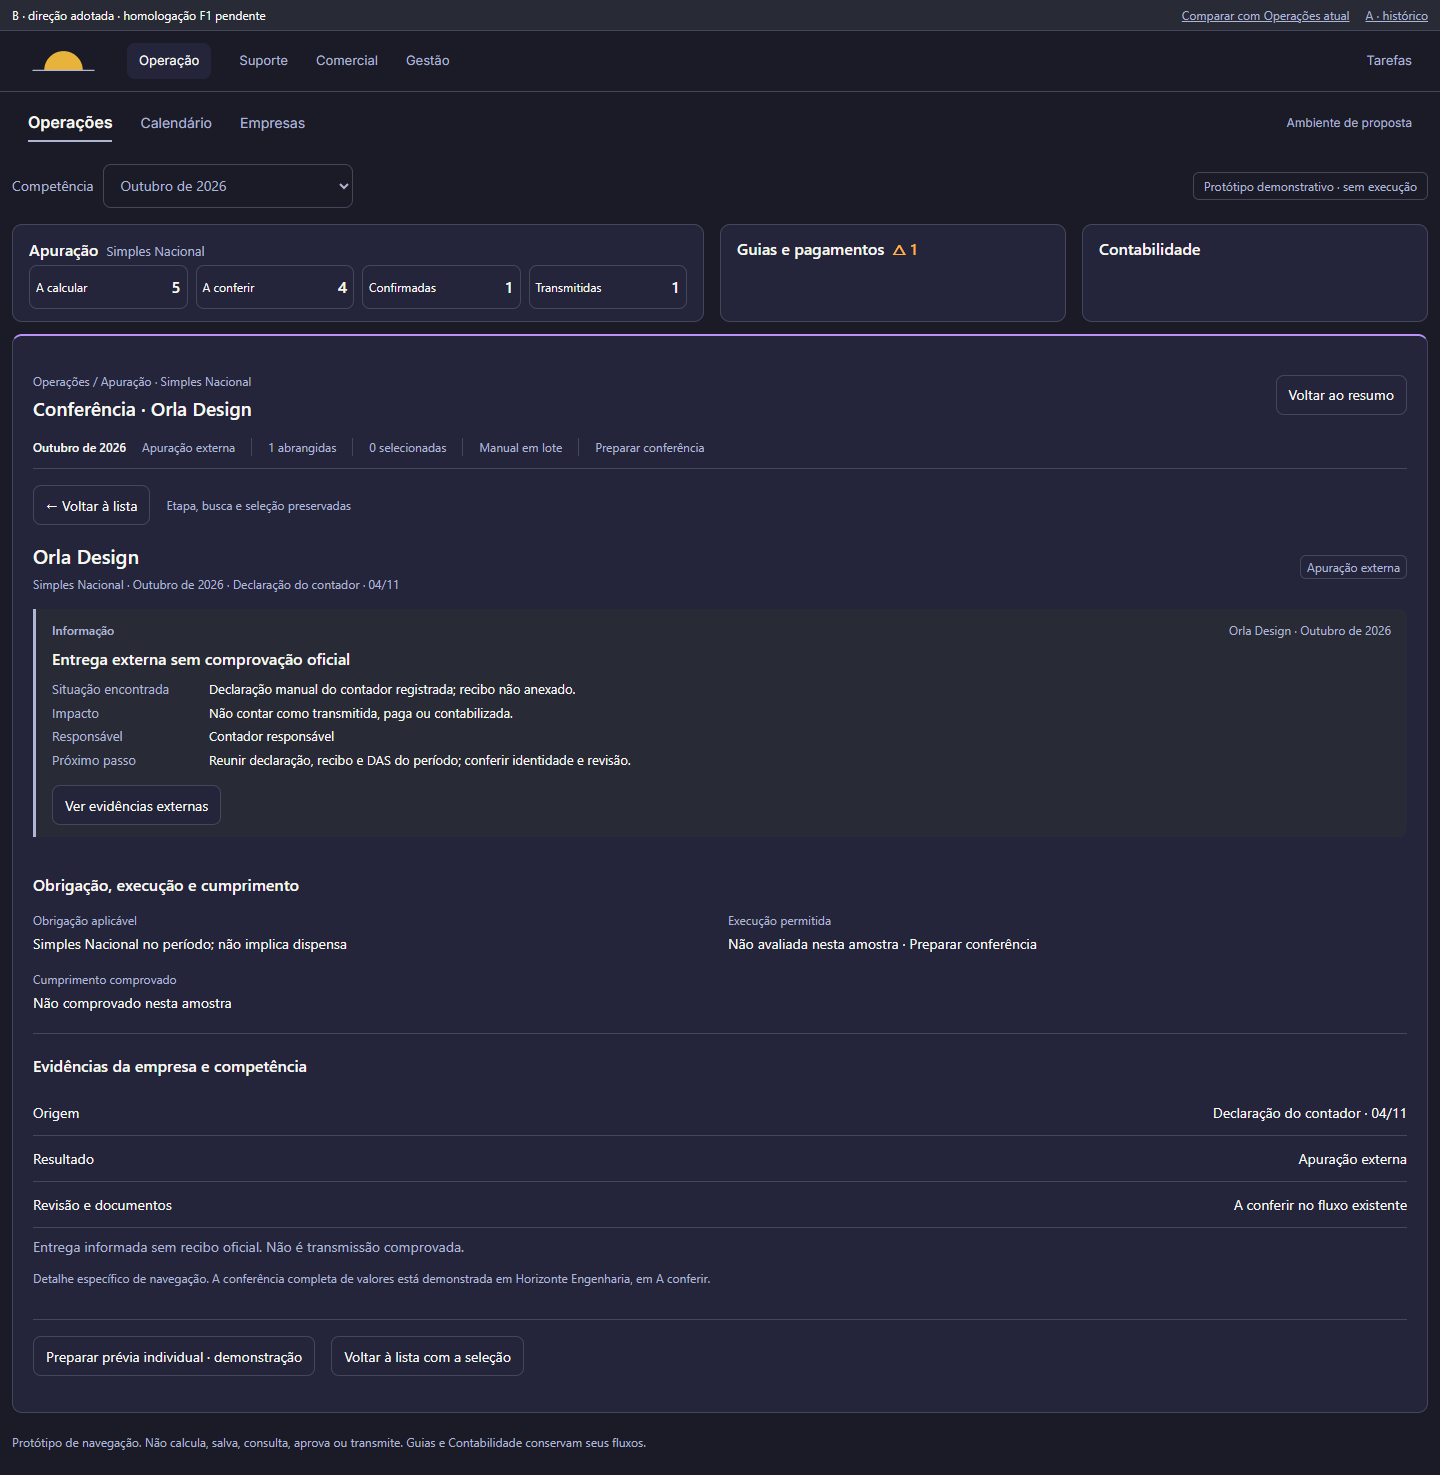 B · direção adotada · homologação F1 pendente
Comparar com Operações atual
A · histórico
Operação
Suporte
Comercial
Gestão
Tarefas
Operações
Calendário
Empresas
Ambiente de proposta
Competência
Outubro de 2026
Protótipo demonstrativo · sem execução
Apuração Simples Nacional
A calcular 5
A conferir 4
Confirmadas 1
Transmitidas 1
Guias e pagamentos △ 1
Contabilidade
Operações / Apuração · Simples Nacional
Conferência · Orla Design
Voltar ao resumo
Outubro de 2026 Apuração externa 1 abrangidas 0 selecionadas Manual em lote Preparar conferência
← Voltar à lista
Etapa, busca e seleção preservadas
Orla Design
Simples Nacional · Outubro de 2026 · Declaração do contador · 04/11
Apuração externa
Informação
Orla Design · Outubro de 2026
Entrega externa sem comprovação oficial
Situação encontrada Declaração manual do contador registrada; recibo não anexado.
Impacto Não contar como transmitida, paga ou contabilizada.
Responsável Contador responsável
Próximo passo Reunir declaração, recibo e DAS do período; conferir identidade e revisão.
Ver evidências externas
Obrigação, execução e cumprimento
Obrigação aplicável
Simples Nacional no período; não implica dispensa
Execução permitida
Não avaliada nesta amostra · Preparar conferência
Cumprimento comprovado
Não comprovado nesta amostra
Evidências da empresa e competência
Origem Declaração do contador · 04/11
Resultado Apuração externa
Revisão e documentos A conferir no fluxo existente
Entrega informada sem recibo oficial. Não é transmissão comprovada.
Detalhe específico de navegação. A conferência completa de valores está demonstrada em Horizonte Engenharia, em A conferir.
Preparar prévia individual · demonstração
Voltar à lista com a seleção
Protótipo de navegação. Não calcula, salva, consulta, aprova ou transmite. Guias e Contabilidade conservam seus fluxos.